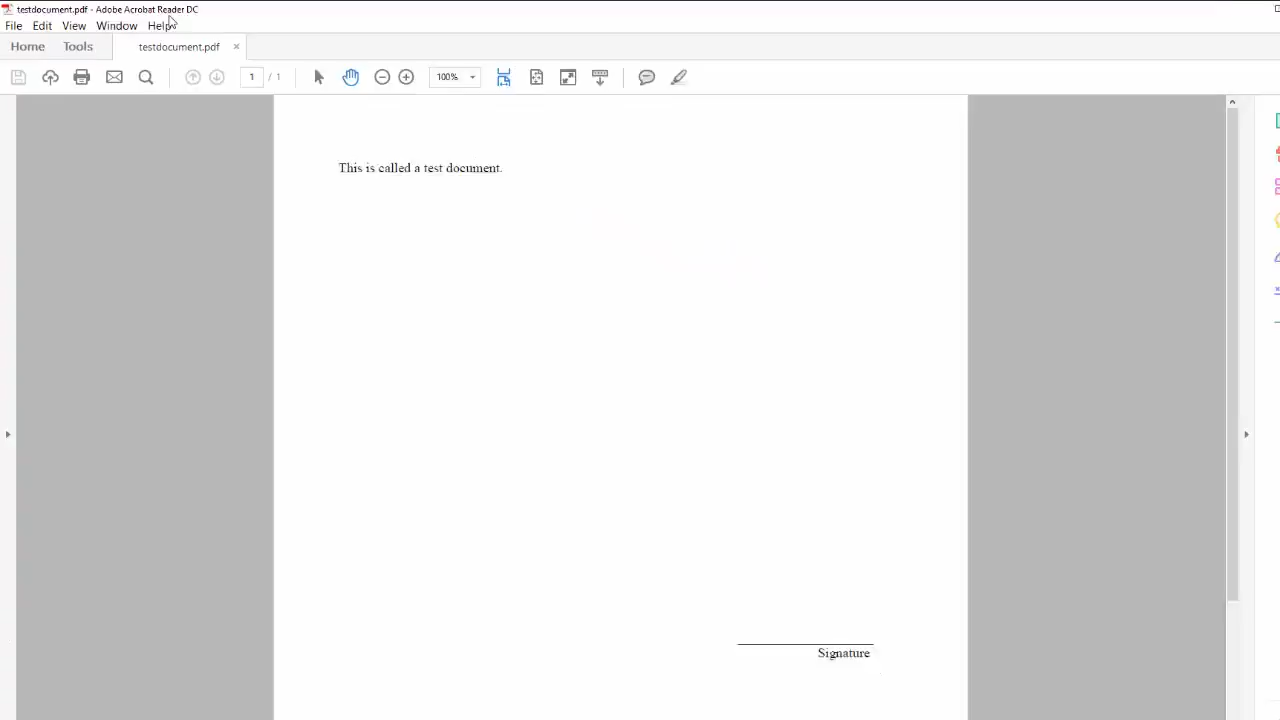 testdocument.pdf - Adobe Acrobat Reader DC
File Edit View Window Help
Home Tools testdocument.pdf ×
1 / 1 100%
This is called a test document.
Signature